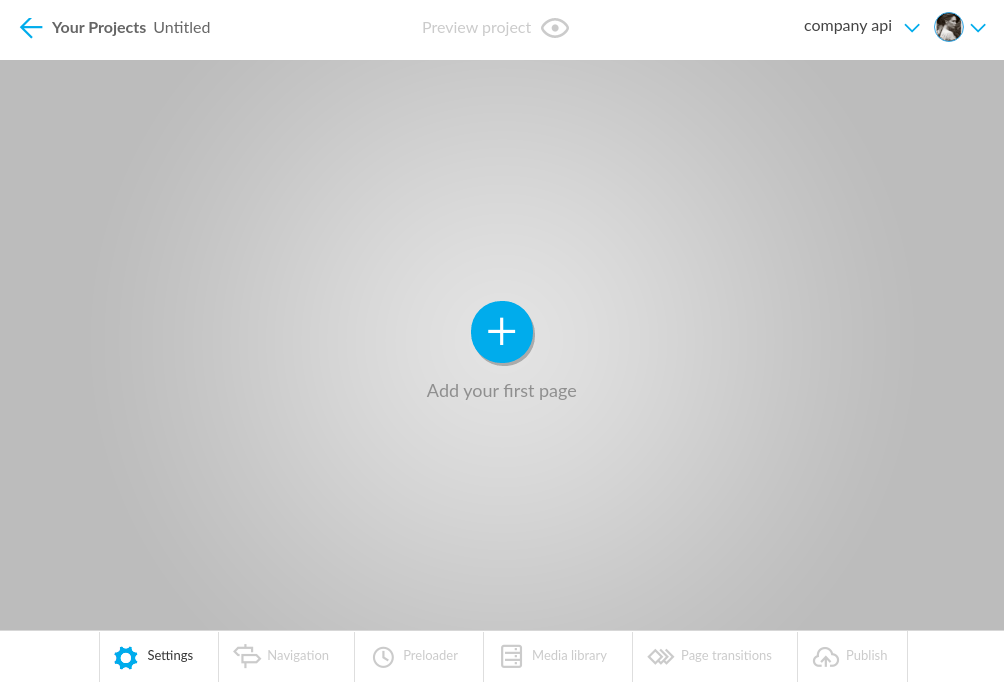 Your Projects Untitled
Preview project
company api
Add your first page
Settings
Navigation
Preloader
Media library
Page transitions
Publish